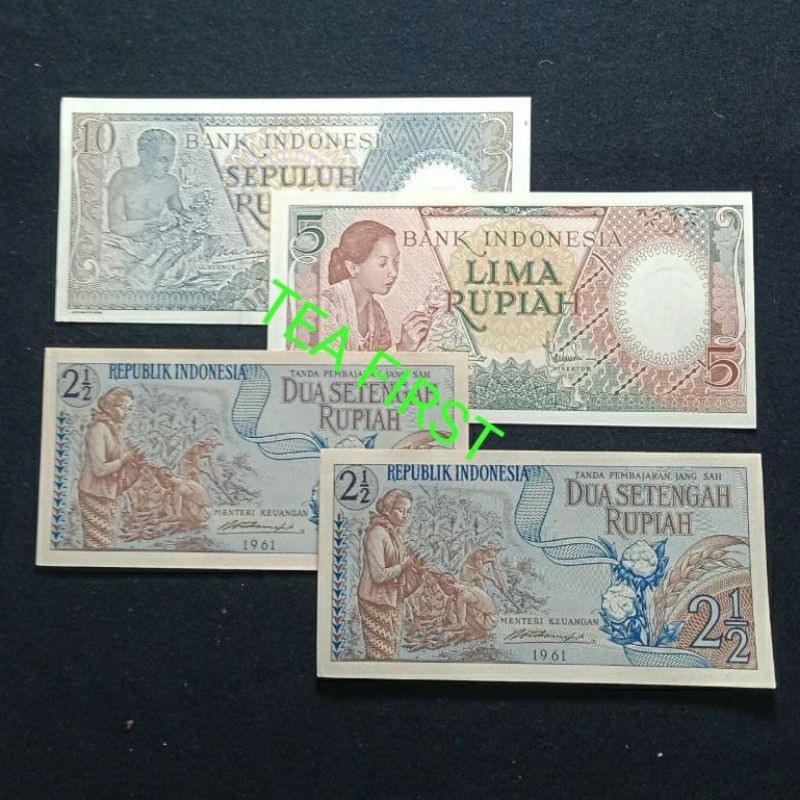 10
BANK INDONESIA
SEPULUH
GUBERNUR
5
BANK INDONESIA
LIMA
RUPIAH
DIREKTUR
5
TEA FIRST
2½
REPUBLIK INDONESIA
TANDA PEMBAJARAN JANG SAH
DUA SETENGAH
RUPIAH
MENTERI KEUANGAN
1961
2½
REPUBLIK INDONESIA
TANDA PEMBAJARAN JANG SAH
DUA SETENGAH
RUPIAH
MENTERI KEUANGAN
1961
2½